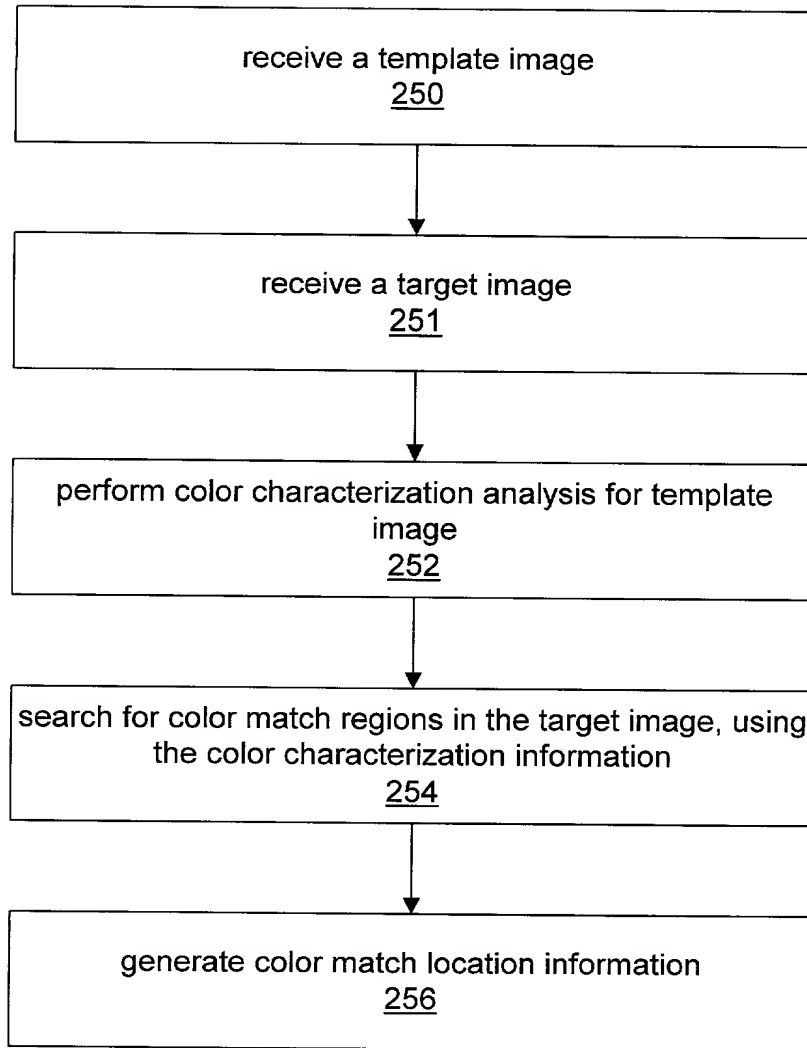 receive a template image
250
receive a target image
251
perform color characterization analysis for template
image
252
search for color match regions in the target image, using
the color characterization information
254
generate color match location information
256